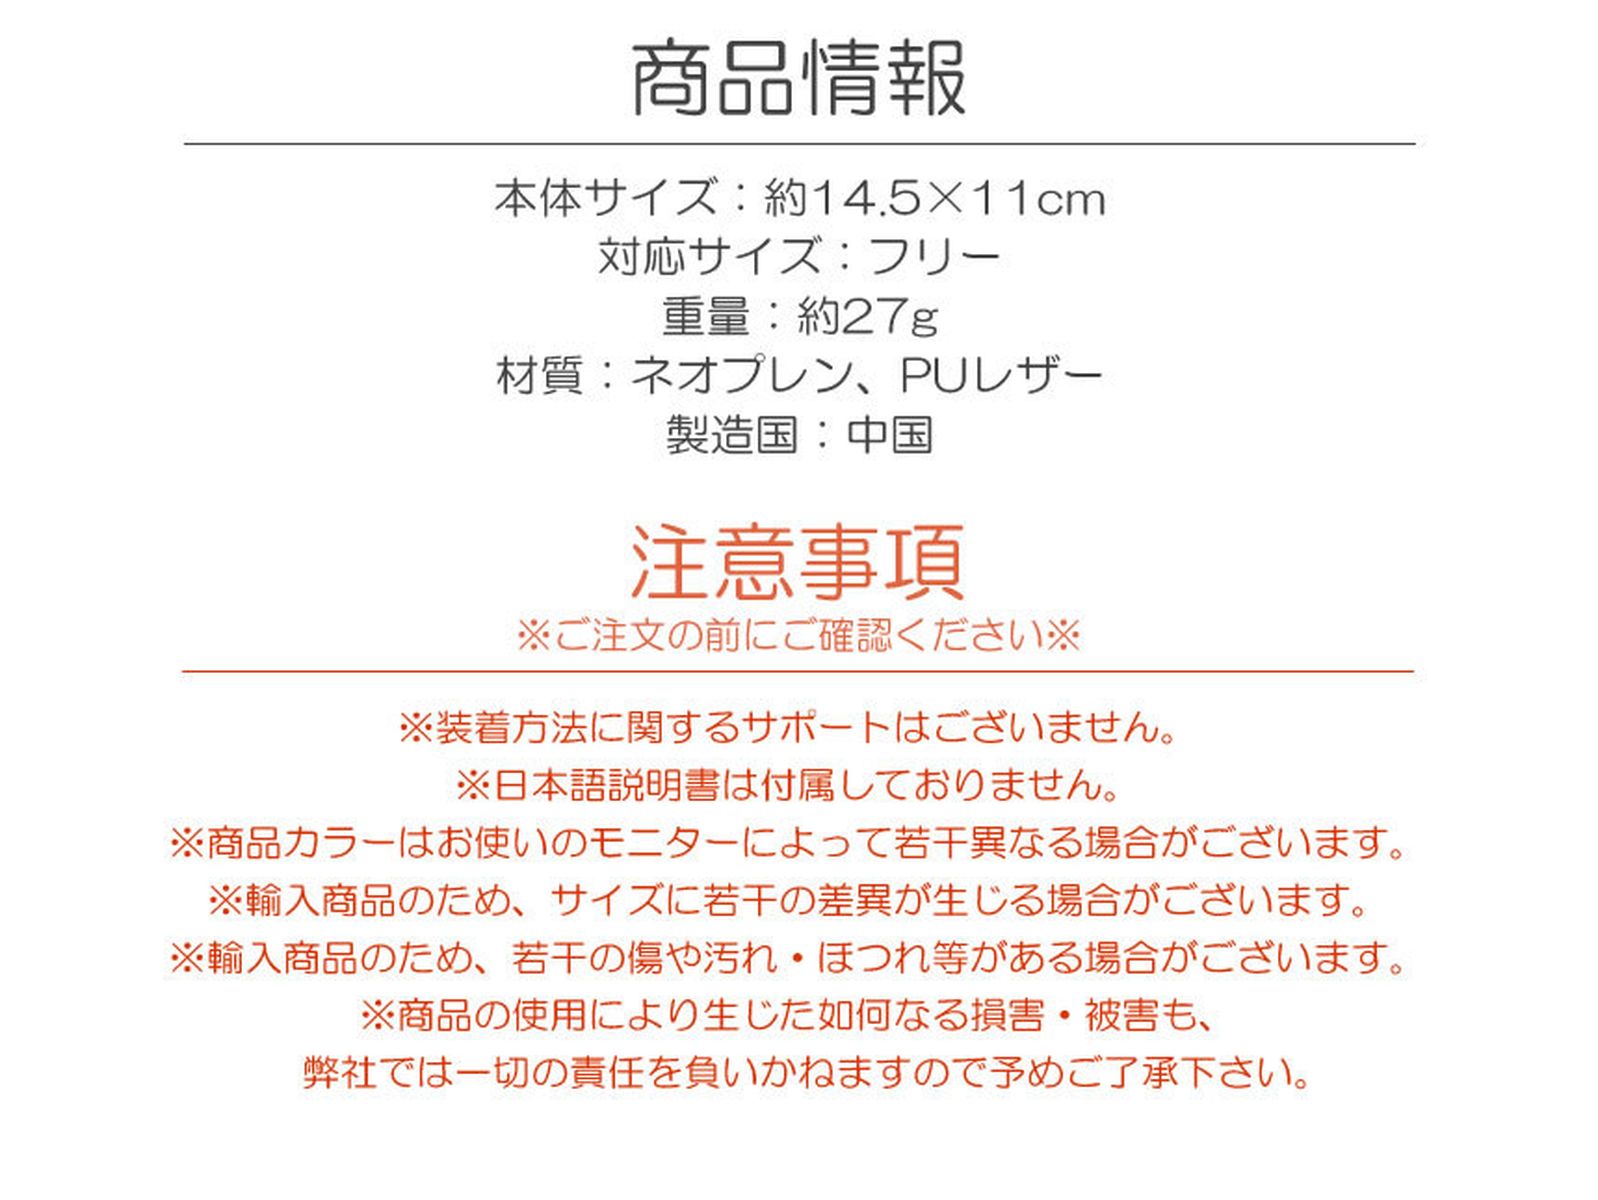 商品情報
本体サイズ：約14.5×11cm
対応サイズ：フリー
重量：約27g
材質：ネオプレン、PUレザー
製造国：中国
注意事項
※ご注文の前にご確認ください※
※装着方法に関するサポートはございません。
※日本語説明書は付属しておりません。
※商品カラーはお使いのモニターによって若干異なる場合がございます。
※輸入商品のため、サイズに若干の差異が生じる場合がございます。
※輸入商品のため、若干の傷や汚れ・ほつれ等がある場合がございます。
※商品の使用により生じた如何なる損害・被害も、
弊社では一切の責任を負いかねますので予めご了承下さい。